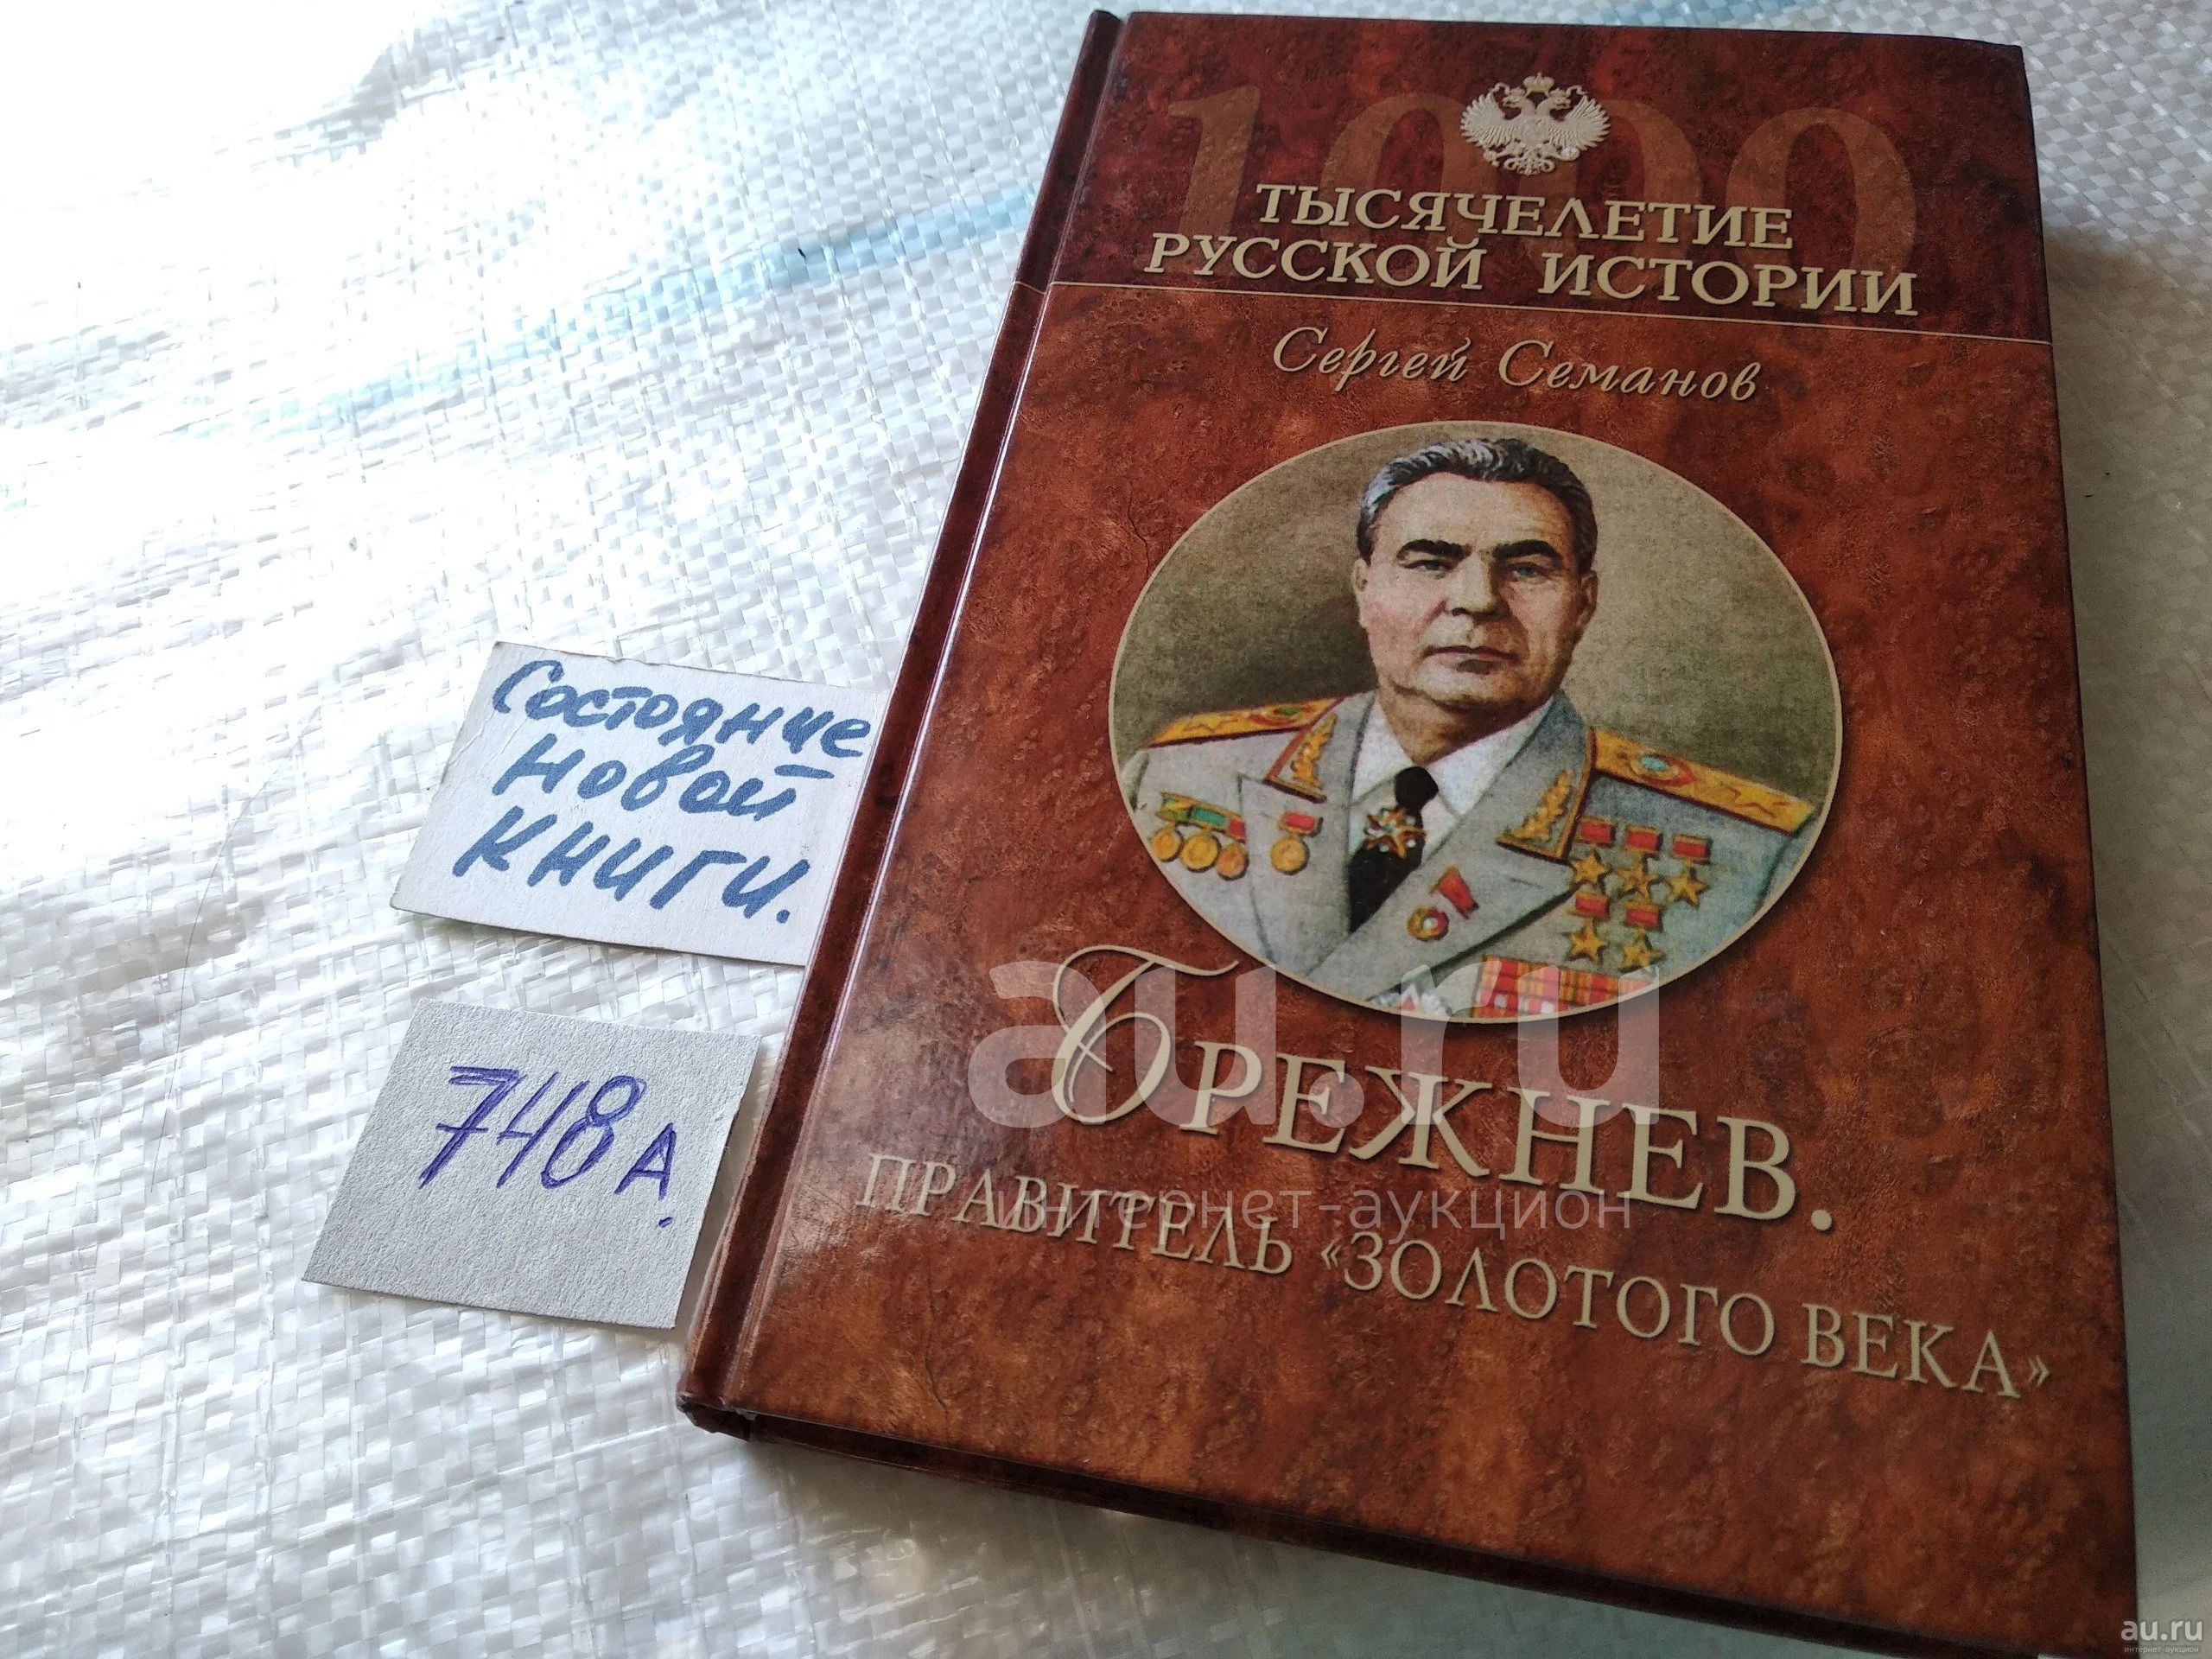 1000
ТЫСЯЧЕЛЕТИЕ
РУССКОЙ ИСТОРИИ
Сергей Семанов
БРЕЖНЕВ.
ПРАВИТЕЛЬ «ЗОЛОТОГО ВЕКА»
Состояние
новой
книги.
748А.
au.ru
интернет-аукцион
au.ru
интернет-аукцион